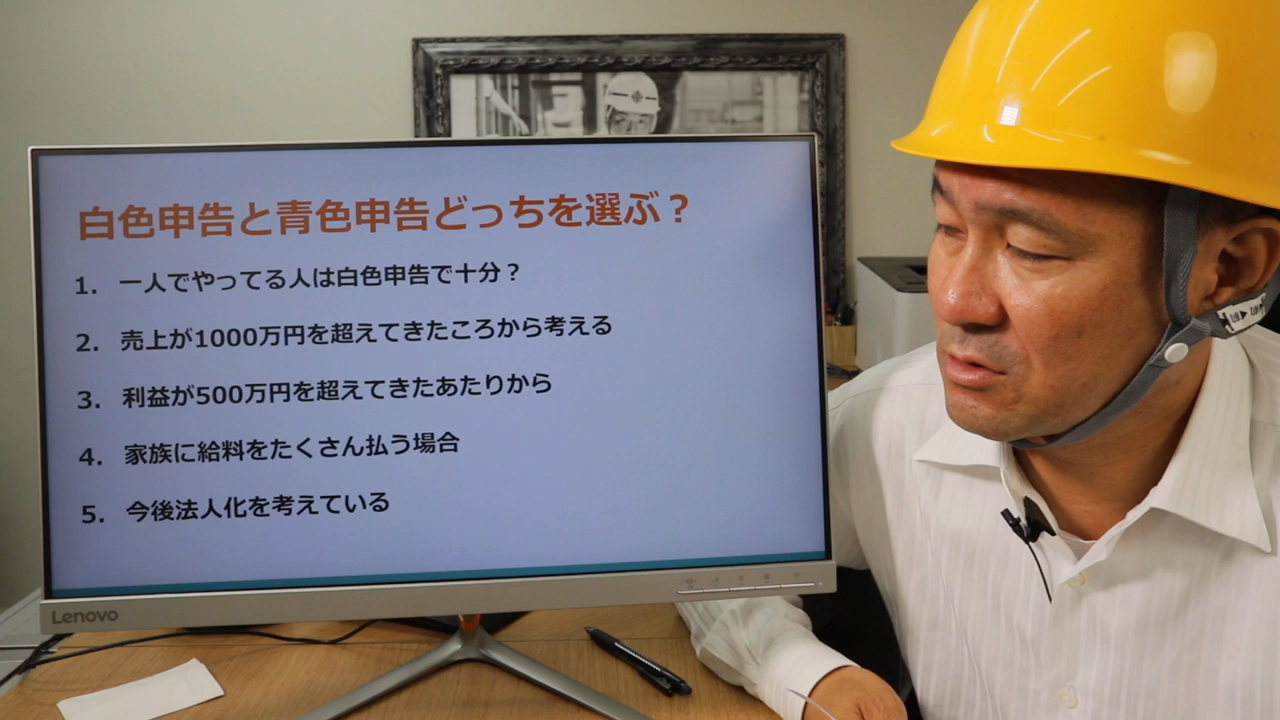 白色申告と青色申告どっちを選ぶ？
1. 一人でやってる人は白色申告で十分？
2. 売上が1000万円を超えてきたころから考える
3. 利益が500万円を超えてきたあたりから
4. 家族に給料をたくさん払う場合
5. 今後法人化を考えている
Lenovo